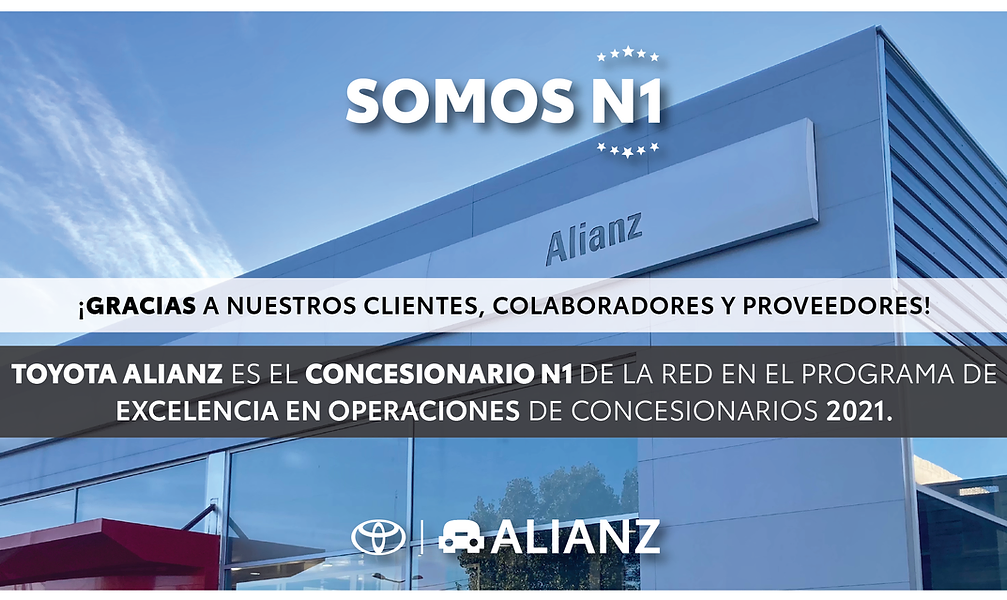 SOMOS N1
Alianz
¡GRACIAS A NUESTROS CLIENTES, COLABORADORES Y PROVEEDORES!
TOYOTA ALIANZ ES EL CONCESIONARIO N1 DE LA RED EN EL PROGRAMA DE
EXCELENCIA EN OPERACIONES DE CONCESIONARIOS 2021.
ALIANZ